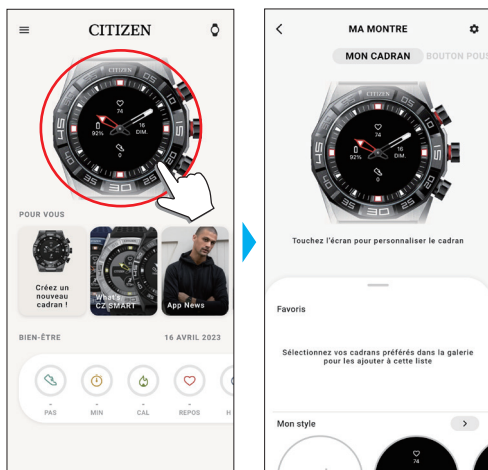 CITIZEN
CITIZEN
74
92%
16
DIM.
0
POUR VOUS
Créez un
nouveau
cadran !
What's
CZ SMART
App News
BIEN-ÊTRE
16 AVRIL 2023
- - - -
PAS MIN CAL REPOS H
MA MONTRE
MON CADRAN BOUTON POUS
CITIZEN
74
92%
16
DIM.
0
Touchez l'écran pour personnaliser le cadran
Favoris
Sélectionnez vos cadrans préférés dans la galerie
pour les ajouter à cette liste
Mon style
74